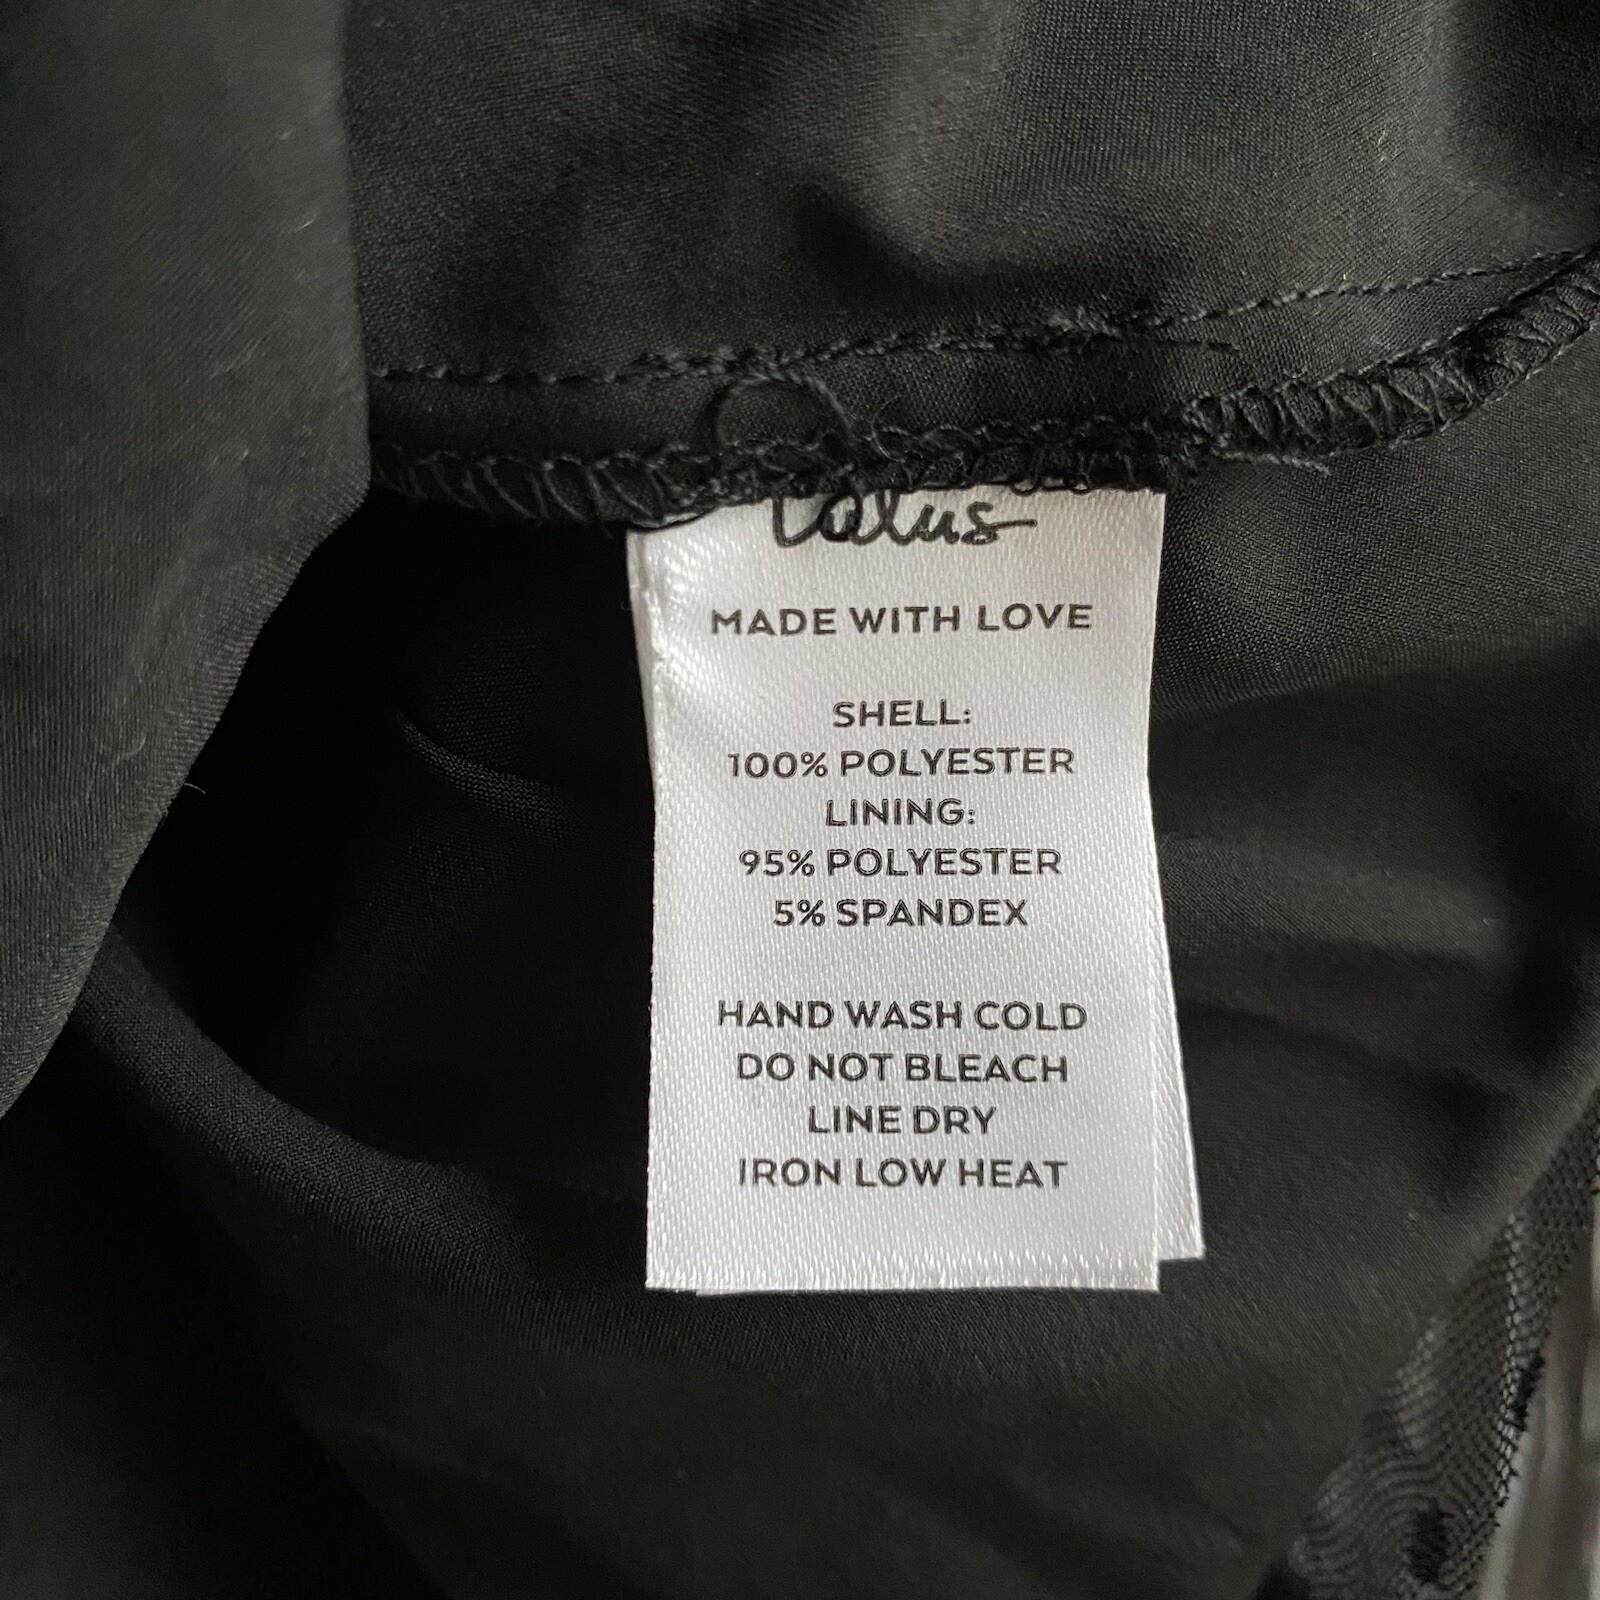 Lulus
MADE WITH LOVE
SHELL:
100% POLYESTER
LINING:
95% POLYESTER
5% SPANDEX
HAND WASH COLD
DO NOT BLEACH
LINE DRY
IRON LOW HEAT